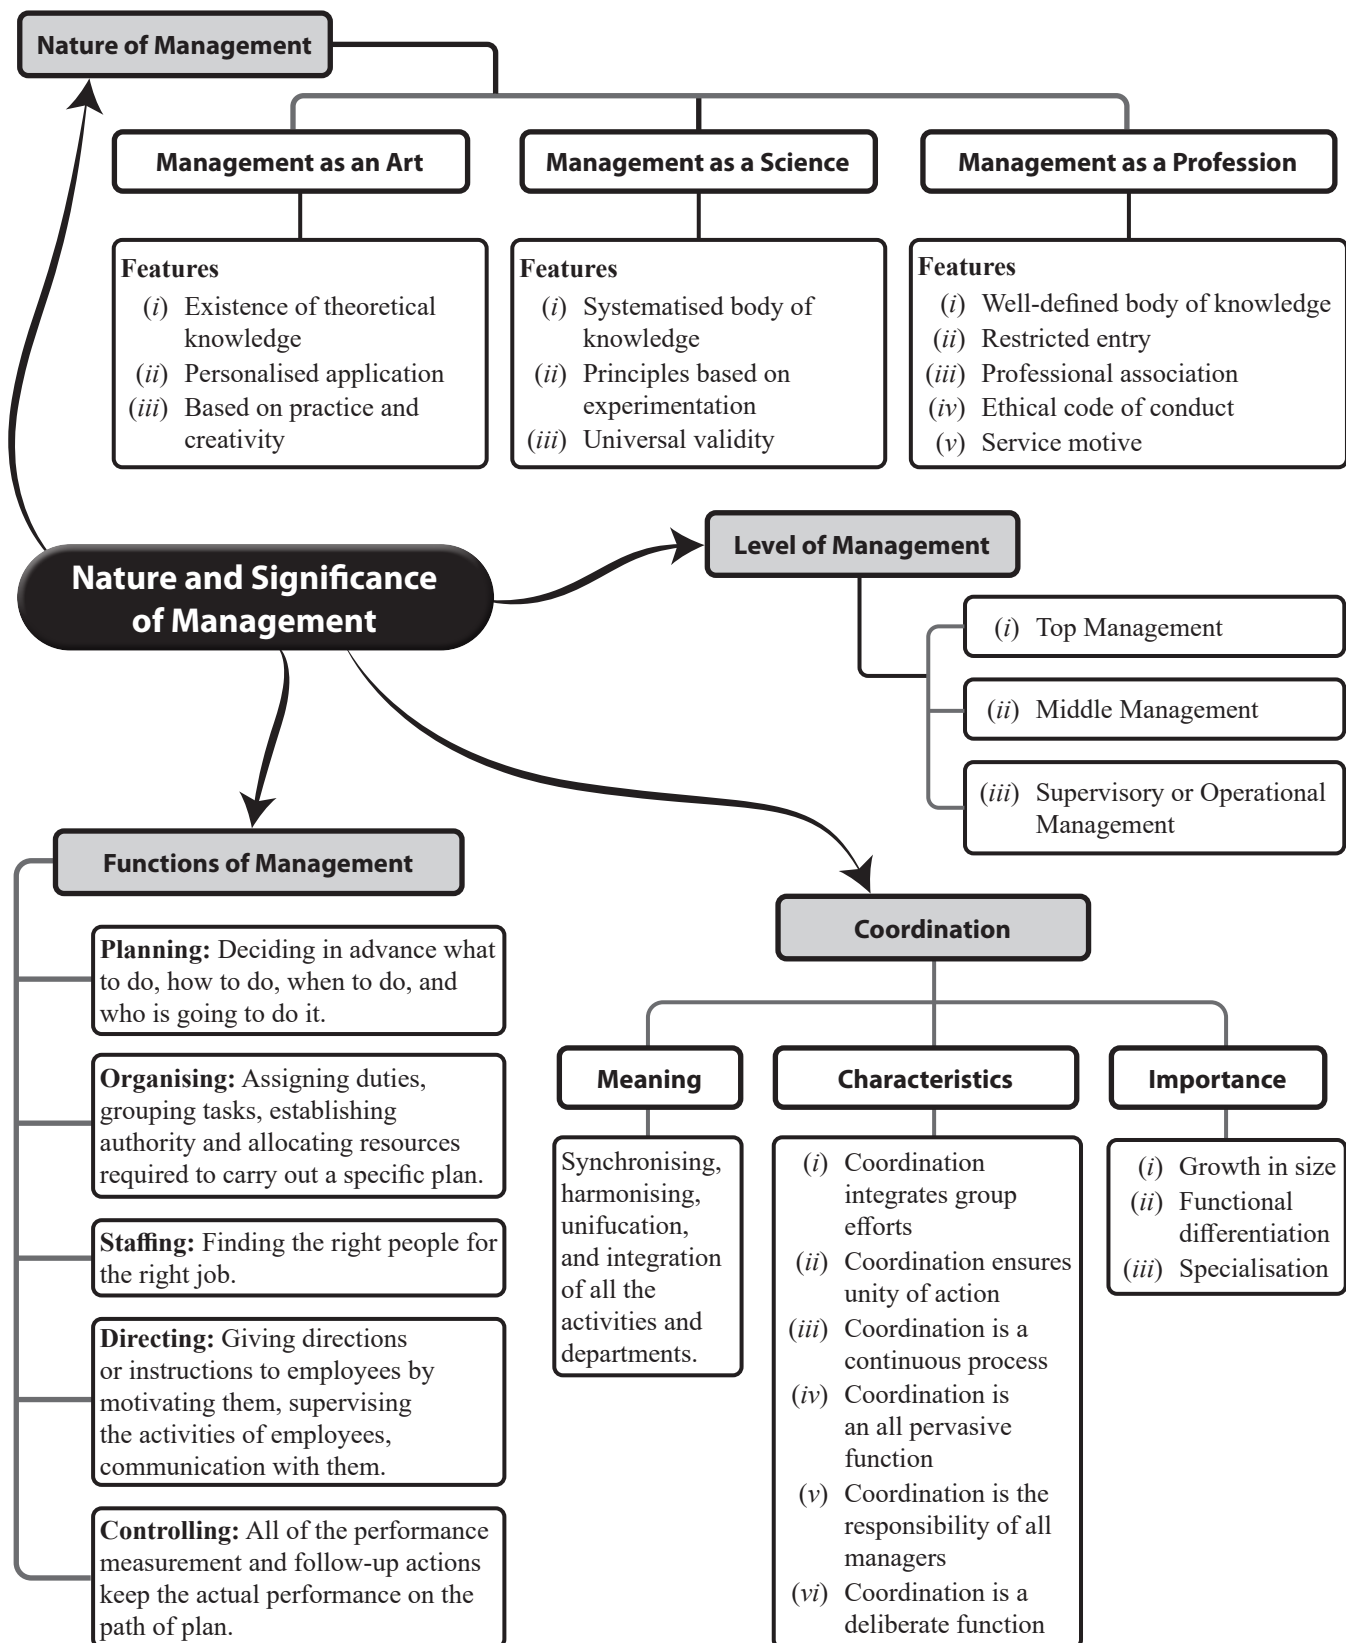 Nature of Management
Management as an Art
Features
(i) Existence of theoretical
knowledge
(ii) Personalised application
(iii) Based on practice and
creativity
Management as a Science
Features
(i) Systematised body of
knowledge
(ii) Principles based on
experimentation
(iii) Universal validity
Management as a Profession
Features
(i) Well-defined body of knowledge
(ii) Restricted entry
(iii) Professional association
(iv) Ethical code of conduct
(v) Service motive
Nature and Significance
of Management
Level of Management
(i) Top Management
(ii) Middle Management
(iii) Supervisory or Operational
Management
Functions of Management
Planning: Deciding in advance what
to do, how to do, when to do, and
who is going to do it.
Organising: Assigning duties,
grouping tasks, establishing
authority and allocating resources
required to carry out a specific plan.
Staffing: Finding the right people for
the right job.
Directing: Giving directions
or instructions to employees by
motivating them, supervising
the activities of employees,
communication with them.
Controlling: All of the performance
measurement and follow-up actions
keep the actual performance on the
path of plan.
Coordination
Meaning
Synchronising,
harmonising,
unifucation,
and integration
of all the
activities and
departments.
Characteristics
(i) Coordination
integrates group
efforts
(ii) Coordination ensures
unity of action
(iii) Coordination is a
continuous process
(iv) Coordination is
an all pervasive
function
(v) Coordination is the
responsibility of all
managers
(vi) Coordination is a
deliberate function
Importance
(i) Growth in size
(ii) Functional
differentiation
(iii) Specialisation